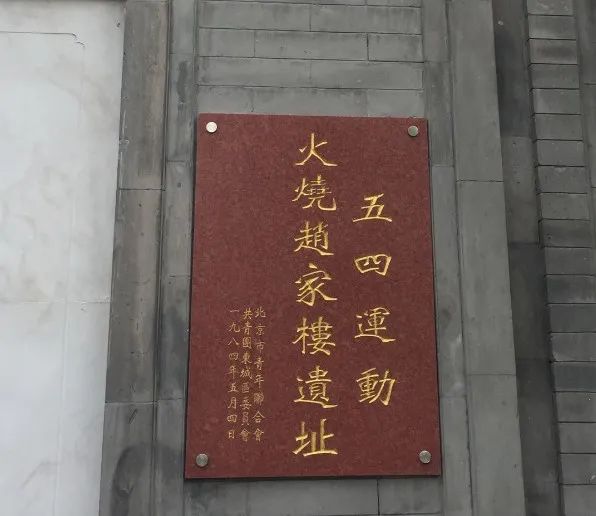 五四運動
火燒趙家樓遺址
北京市青年聯合會
共青團東城區委員會
一九八四年五月四日